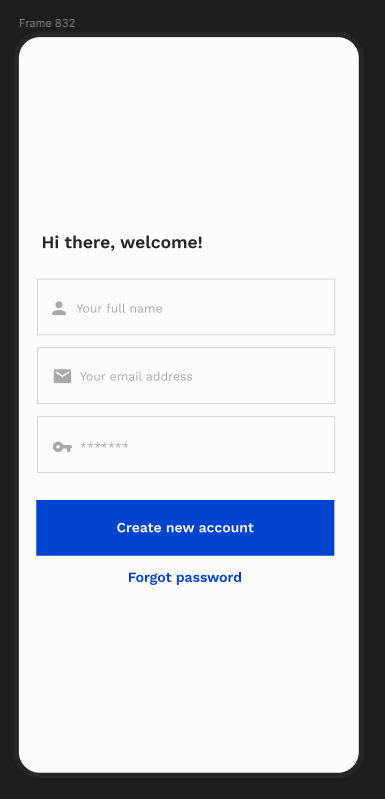 Frame 832
Hi there, welcome!
Your full name
Your email address
*******
Create new account
Forgot password